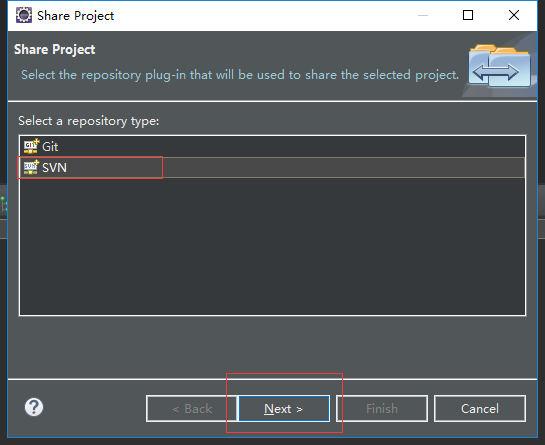 Share Project
Share Project
Select the repository plug-in that will be used to share the selected project.
Select a repository type:
Git
SVN
< Back
Next >
Finish
Cancel